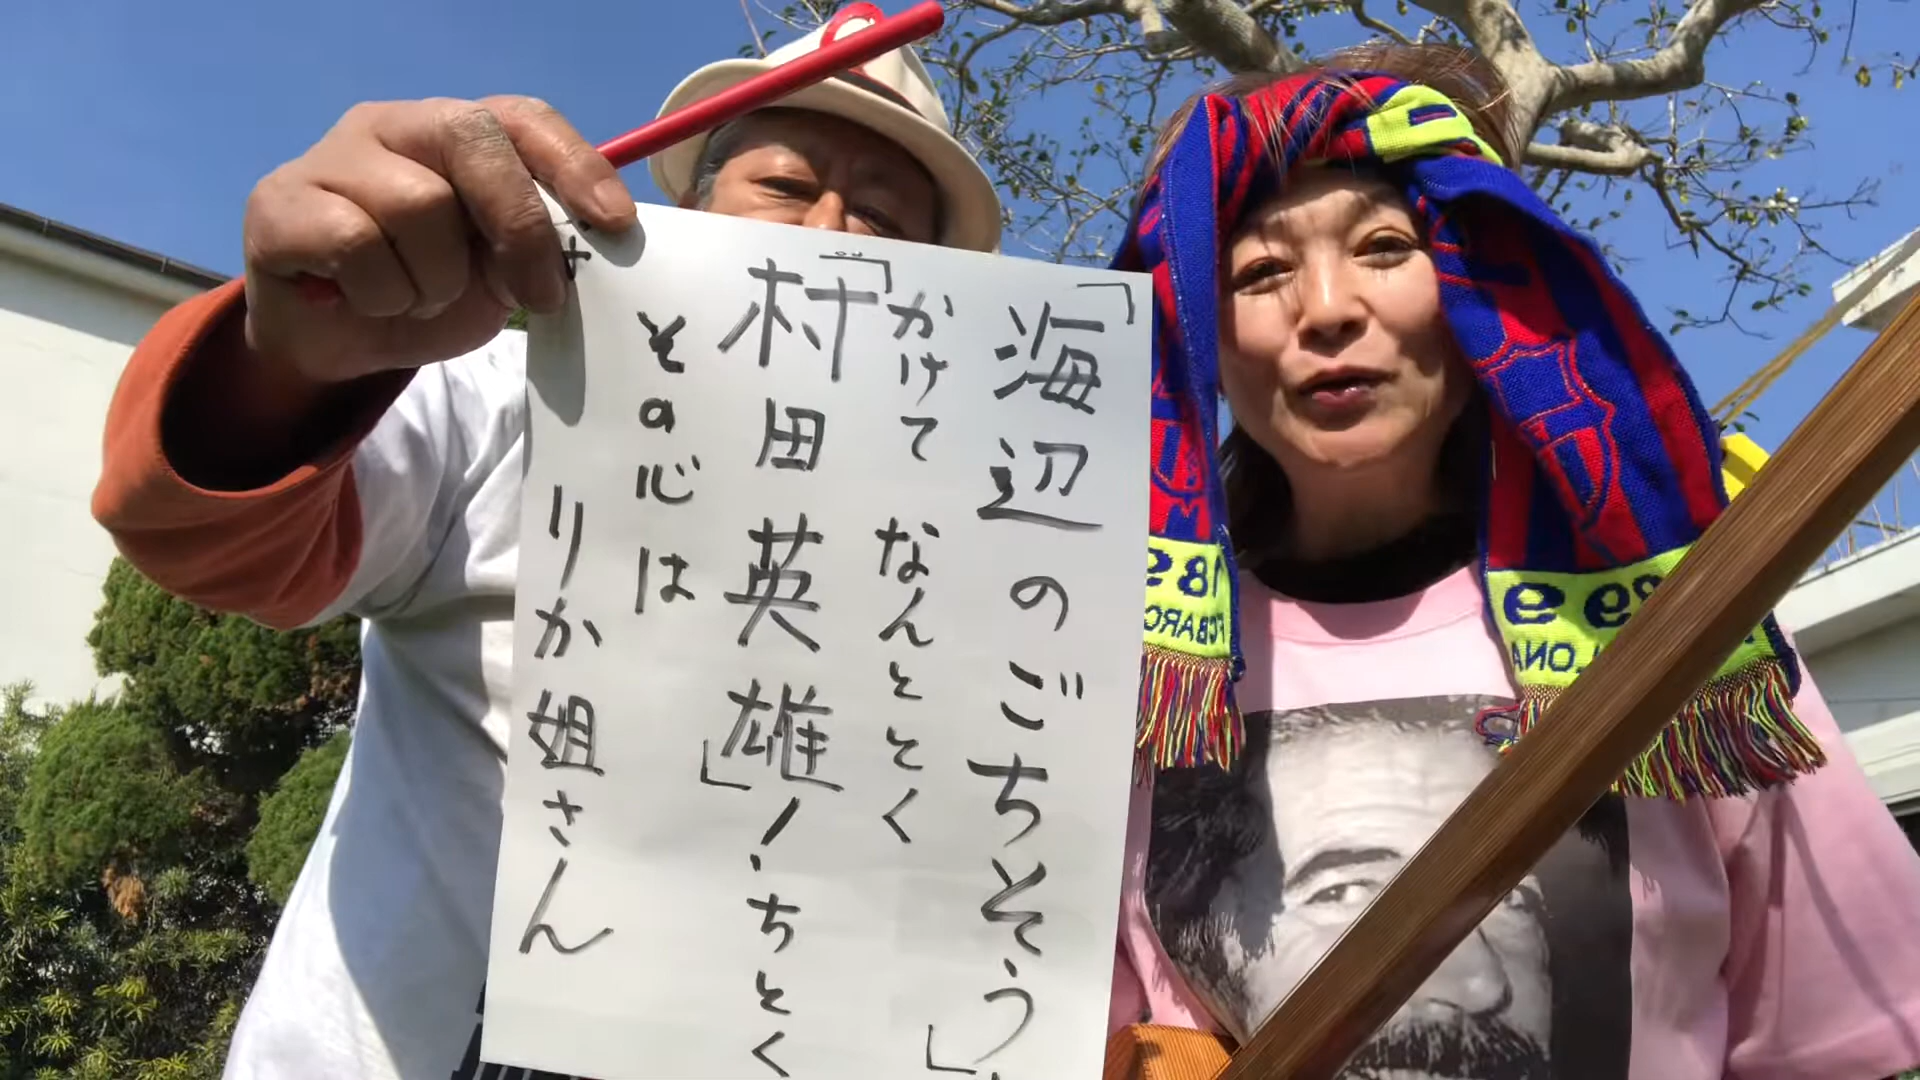 「海辺のごちそう」
かけて なんととく
「村田英雄」!ちとく
その心は
りか姐さん